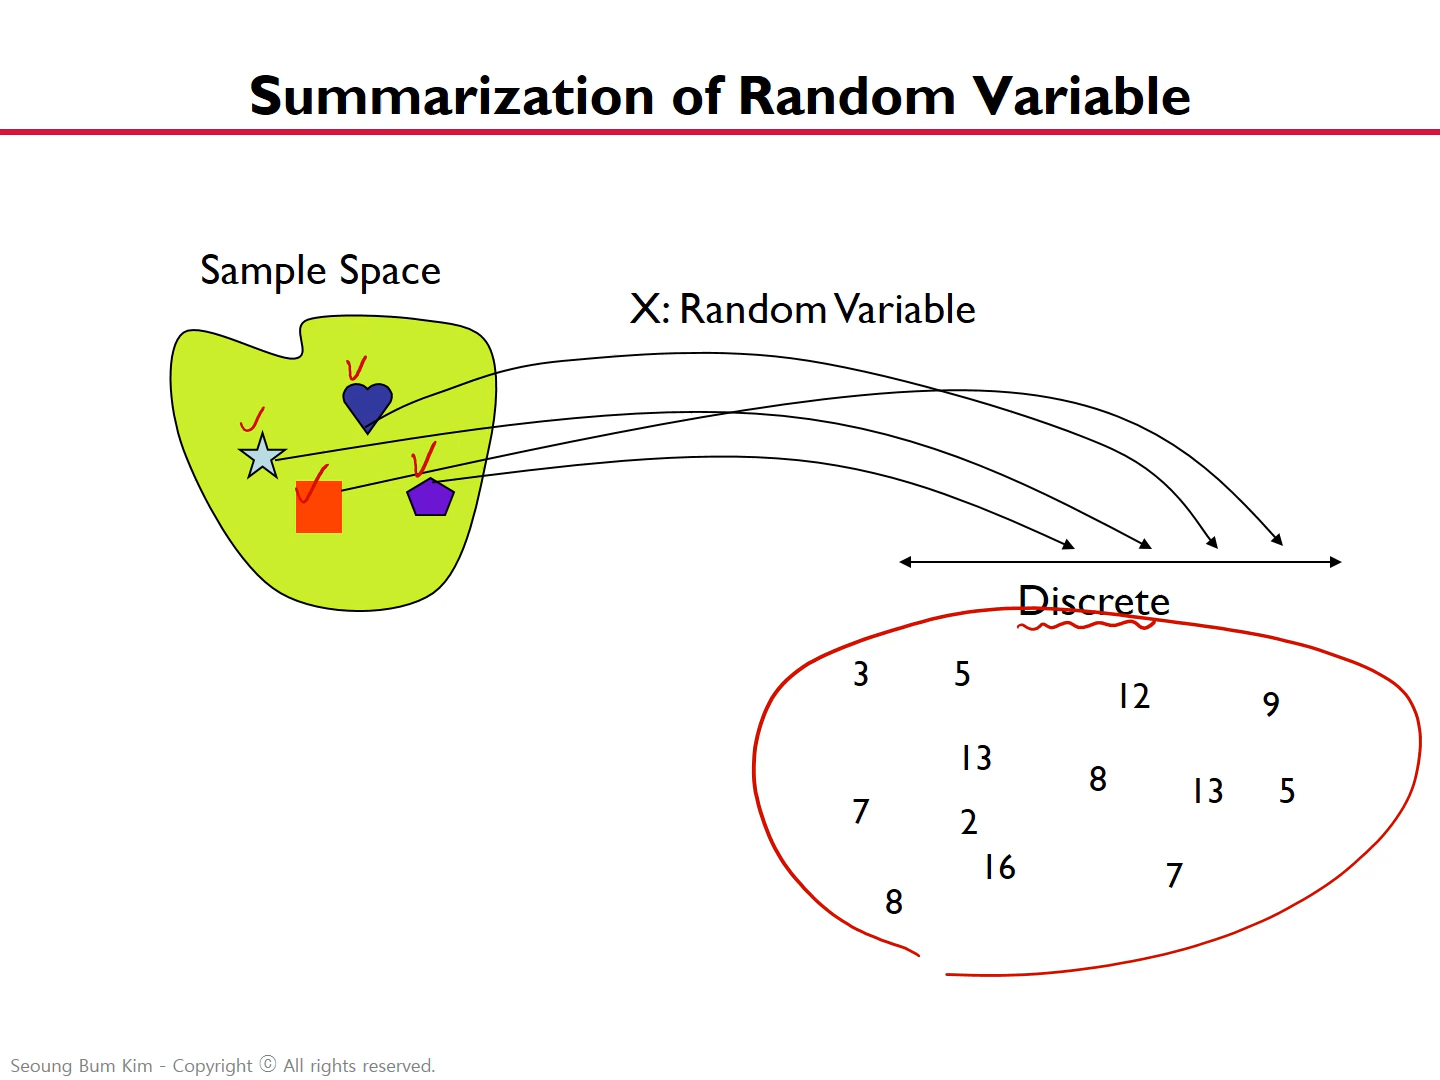 Summarization of Random Variable
Sample Space
X: Random Variable
Discrete
3 5 12 9
13 8 13 5
7 2
16 7
8
Seoung Bum Kim - Copyright ⓒ All rights reserved.